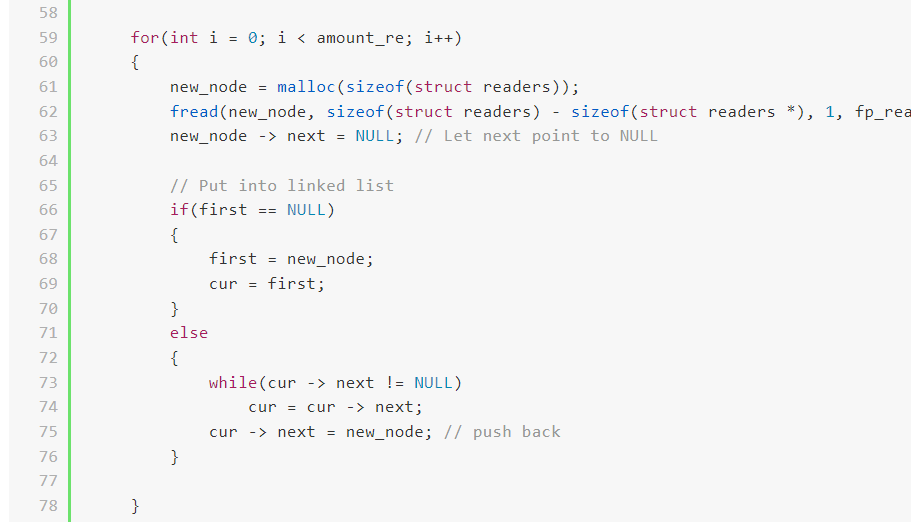 58
59 for(int i = 0; i < amount_re; i++)
60 {
61 new_node = malloc(sizeof(struct readers));
62 fread(new_node, sizeof(struct readers) - sizeof(struct readers *), 1, fp_rea
63 new_node -> next = NULL; // Let next point to NULL
64
65 // Put into linked list
66 if(first == NULL)
67 {
68 first = new_node;
69 cur = first;
70 }
71 else
72 {
73 while(cur -> next != NULL)
74 cur = cur -> next;
75 cur -> next = new_node; // push back
76 }
77
78 }